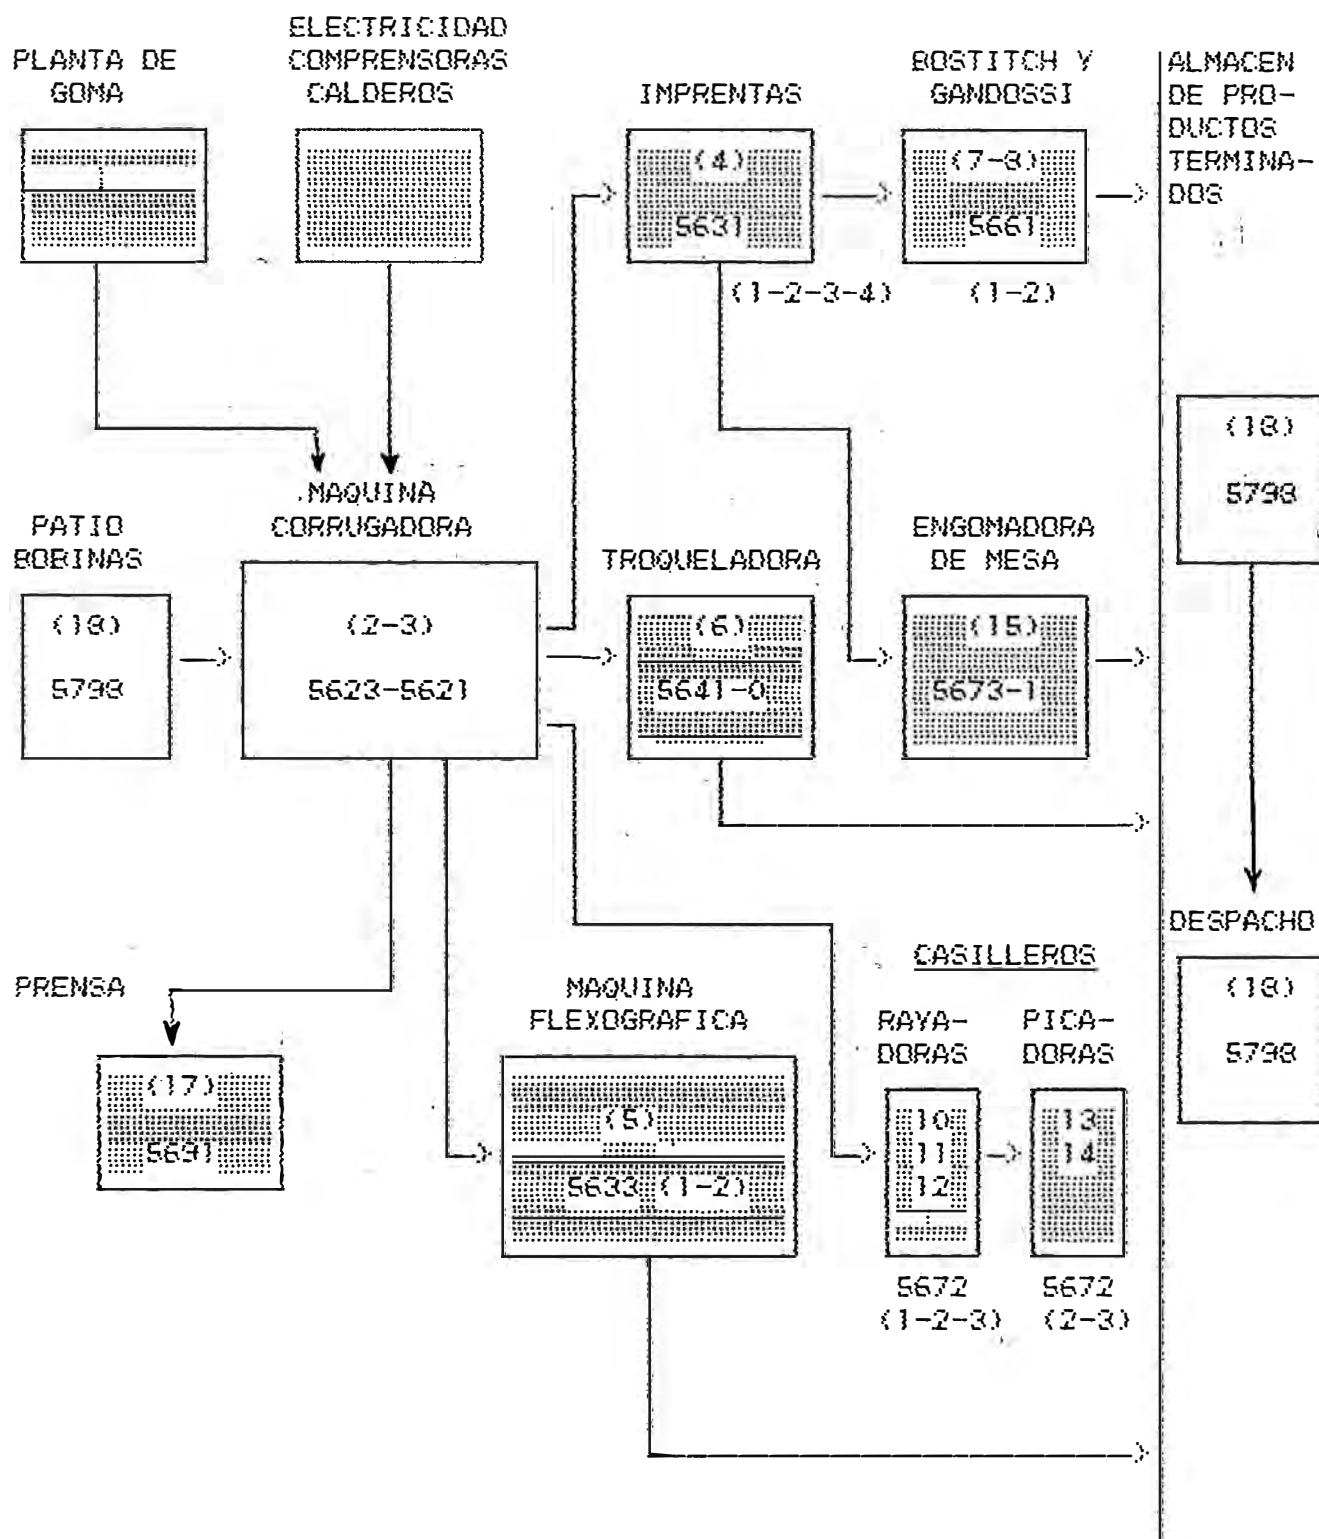 PLANTA DE
GOMA
ELECTRICIDAD
COMPRENSORAS
CALDEROS
IMPRENTAS
(4)
5631
(1-2-3-4)
BOSTITCH Y
GANDOSSI
(7-8)
5661
(1-2)
ALMACEN
DE PRO-
DUCTOS
TERMINA-
DOS
(18)
5798
PATIO
BOBINAS
(18)
5798
MAQUINA
CORRUGADORA
(2-3)
5623-5621
TROQUELADORA
(6)
5641-0
ENGOMADORA
DE MESA
(15)
5673-1
PRENSA
(17)
5691
MAQUINA
FLEXOGRAFICA
(5)
5633 (1-2)
CASILLEROS
RAYA-
DORAS
10
11
12
5672
(1-2-3)
PICA-
DORAS
13
14
5672
(2-3)
DESPACHO
(18)
5798